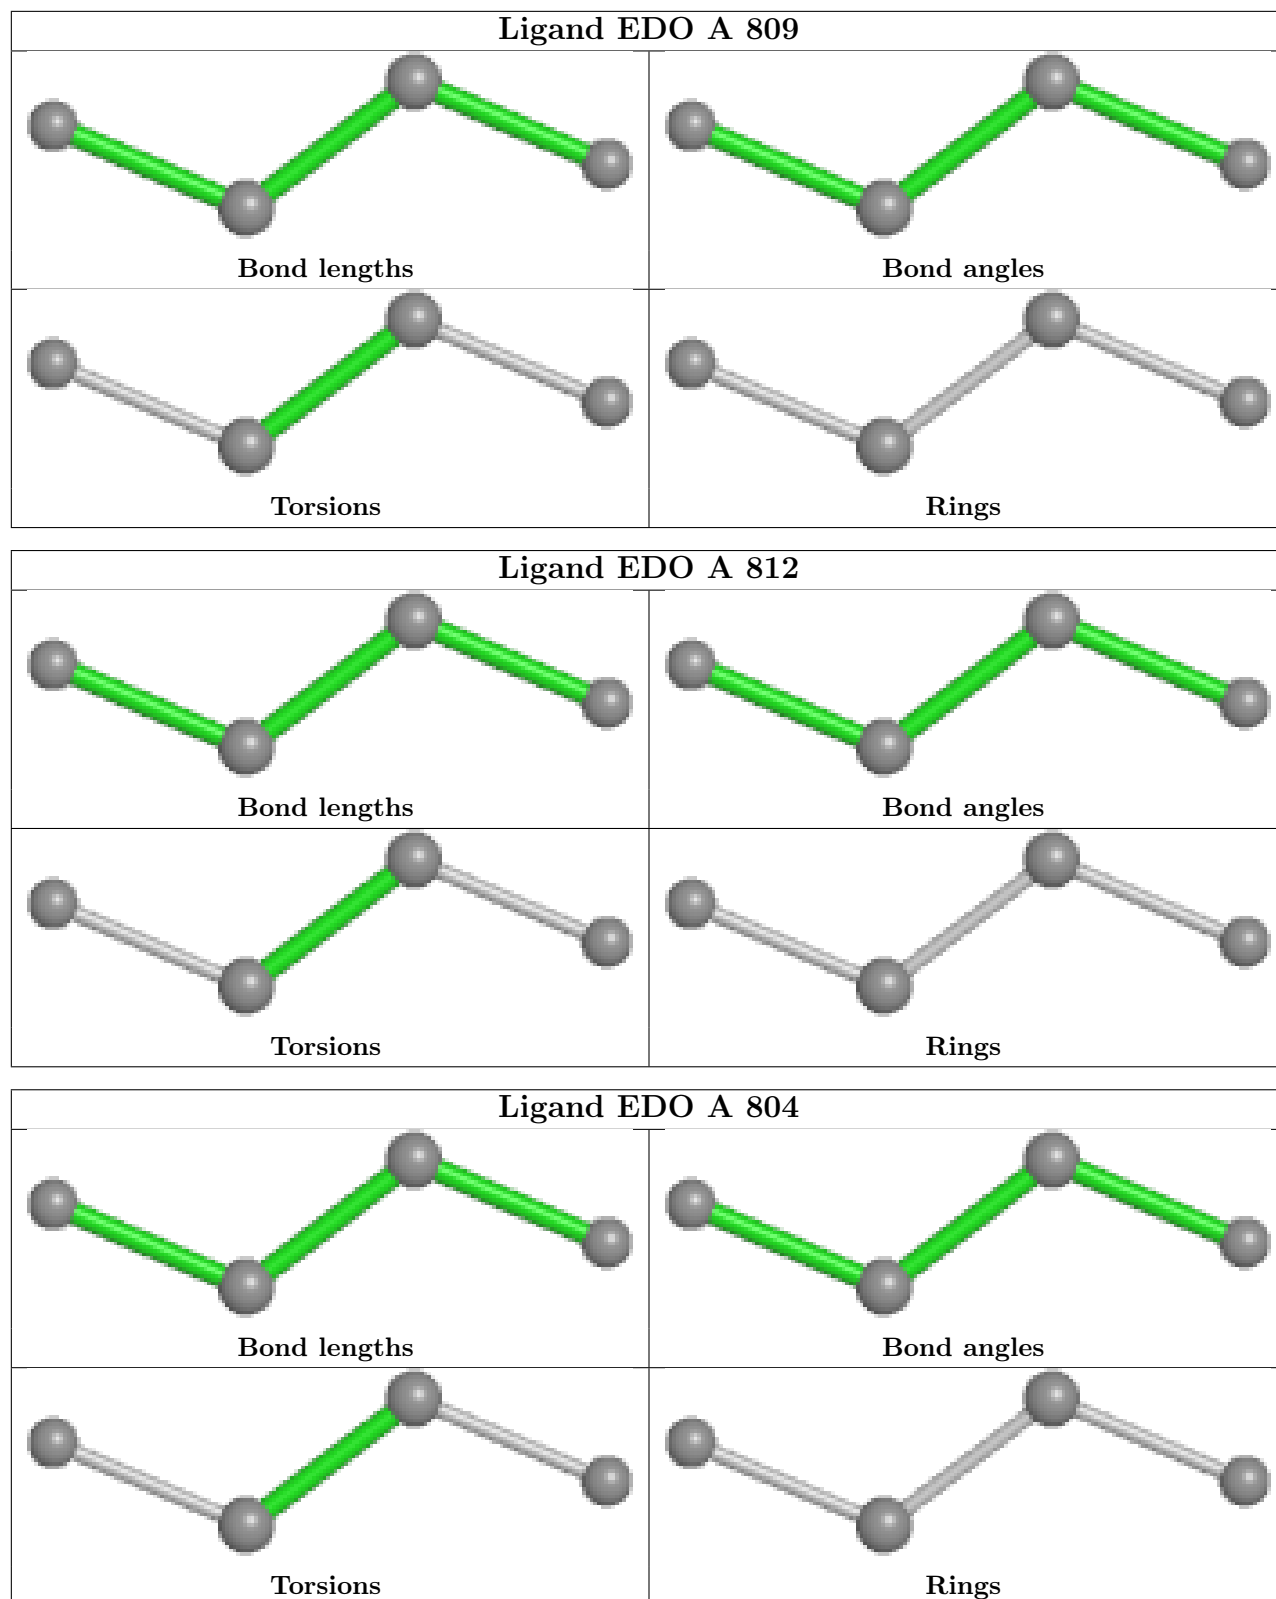 Ligand EDO A 809
Bond lengths
Bond angles
Torsions
Rings
Ligand EDO A 812
Bond lengths
Bond angles
Torsions
Rings
Ligand EDO A 804
Bond lengths
Bond angles
Torsions
Rings